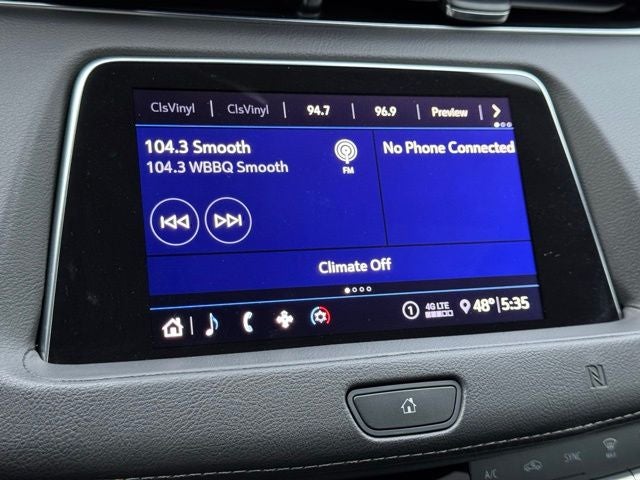 ClsVinyl | ClsVinyl | 94.7 | 96.9 | Preview |
104.3 Smooth
104.3 WBBQ Smooth
FM
No Phone Connected
Climate Off
1 4G LTE 48° 5:35
A/C SYNC MAX